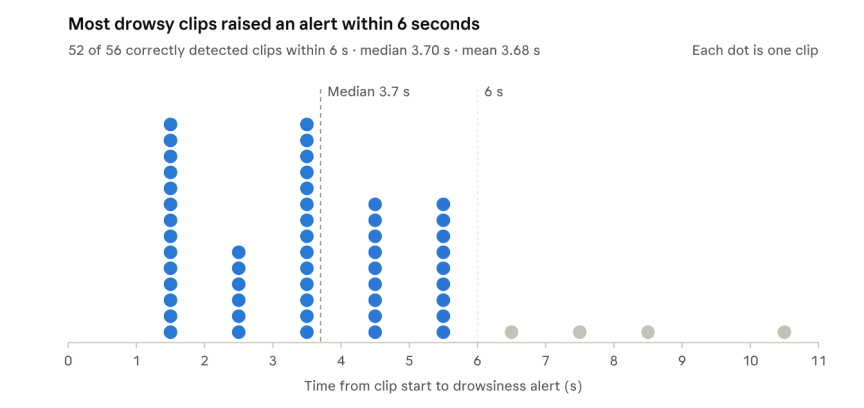 Most drowsy clips raised an alert within 6 seconds
52 of 56 correctly detected clips within 6 s · median 3.70 s · mean 3.68 s
Each dot is one clip
Median 3.7 s
6 s
0 1 2 3 4 5 6 7 8 9 10 11
Time from clip start to drowsiness alert (s)